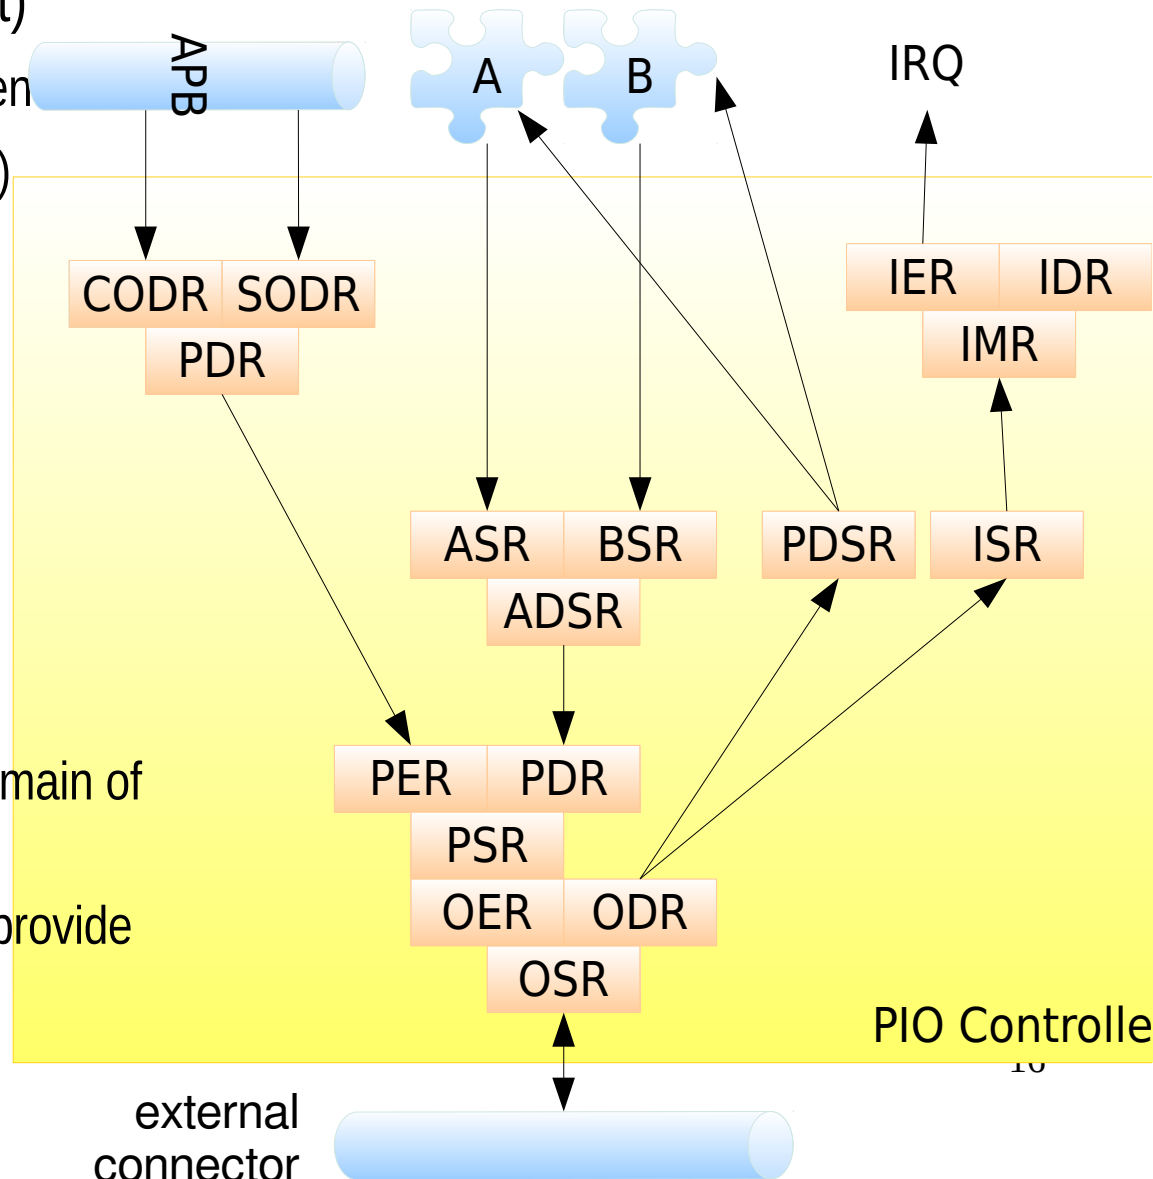 t)
en
)
APB
A
B
IRQ
CODR SODR
PDR
IER IDR
IMR
ASR BSR
PDSR
ISR
ADSR
main of
PER PDR
PSR
provide
OER ODR
OSR
PIO Controlle
external
connector